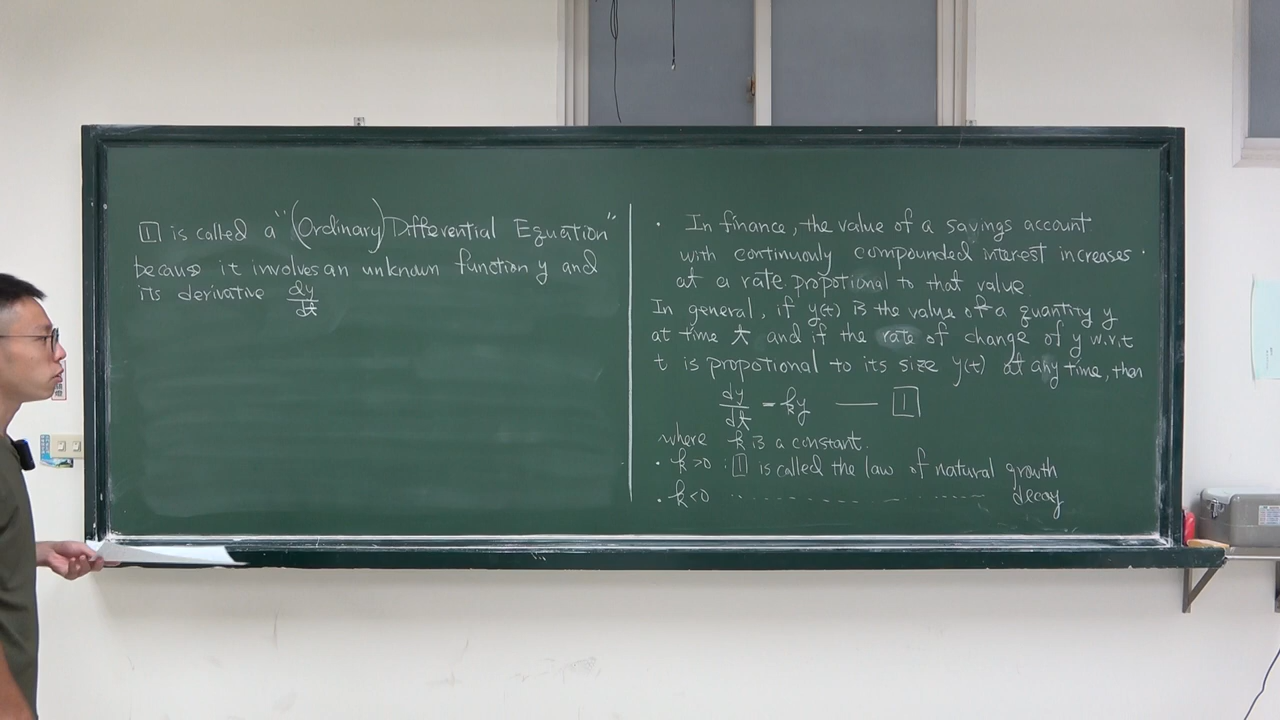 1 is called a "(Ordinary) Differential Equation"
because it involves an unknown function y and
its derivative dy/dt
· In finance, the value of a savings account
with continuously compounded interest increases
at a rate propotional to that value.
In general, if y(t) is the value of a quantity y
at time t and if the rate of change of y w.r.t
t is propotional to its size y(t) at any time, then
dy/dt = ky —— 1
where k is a constant.
· k>0 : 1 is called the law of natural growth
· k<0 .................... decay